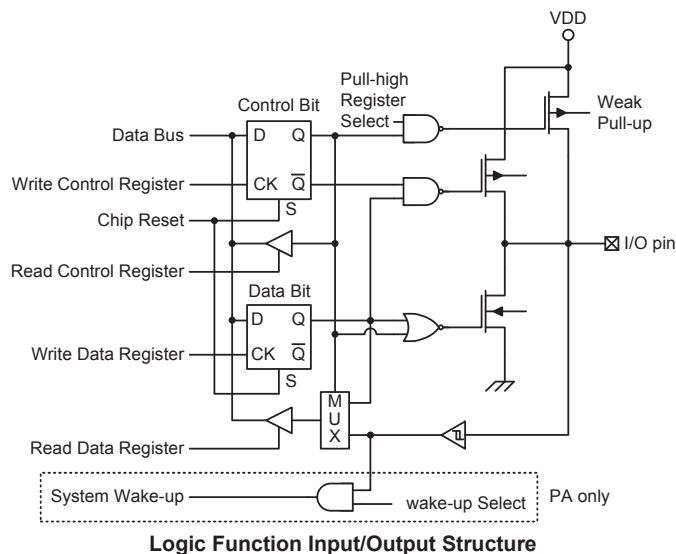 VDD
Pull-high
Register
Select
Control Bit
Weak
Pull-up
Data Bus
D
Q
Write Control Register
CK
Q
S
Chip Reset
I/O pin
Read Control Register
Data Bit
D
Q
Write Data Register
CK
Q
S
M
U
X
Read Data Register
System Wake-up
wake-up Select
PA only
Logic Function Input/Output Structure